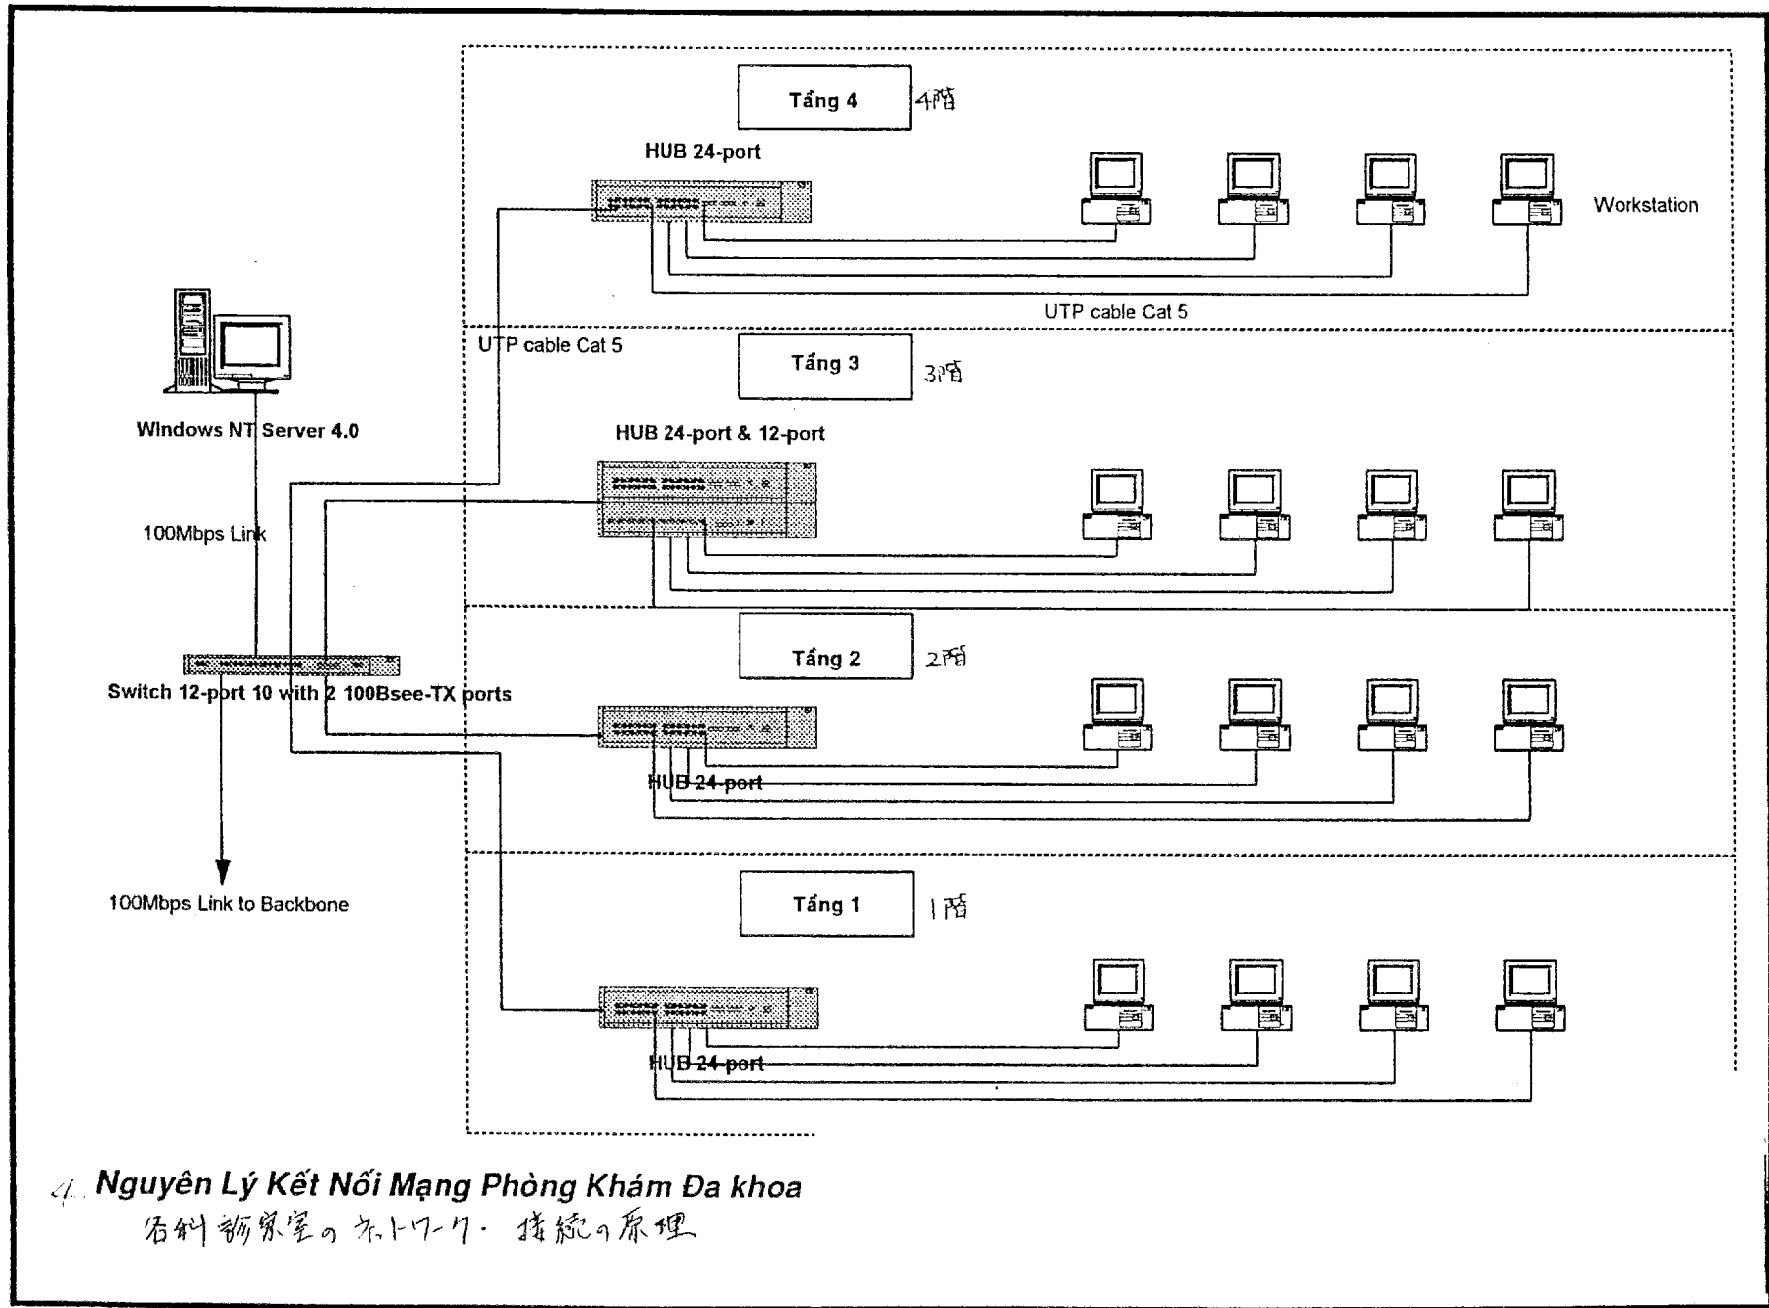 Tầng 4 4階
HUB 24-port
Workstation
UTP cable Cat 5
UTP cable Cat 5
Tầng 3 3階
Windows NT Server 4.0
HUB 24-port & 12-port
100Mbps Link
Tầng 2 2階
Switch 12-port 10 with 2 100Bsee-TX ports
HUB 24-port
100Mbps Link to Backbone
Tầng 1 1階
HUB 24-port
4. Nguyên Lý Kết Nối Mạng Phòng Khám Đa khoa
各科診察室のネットワーク・接続の原理